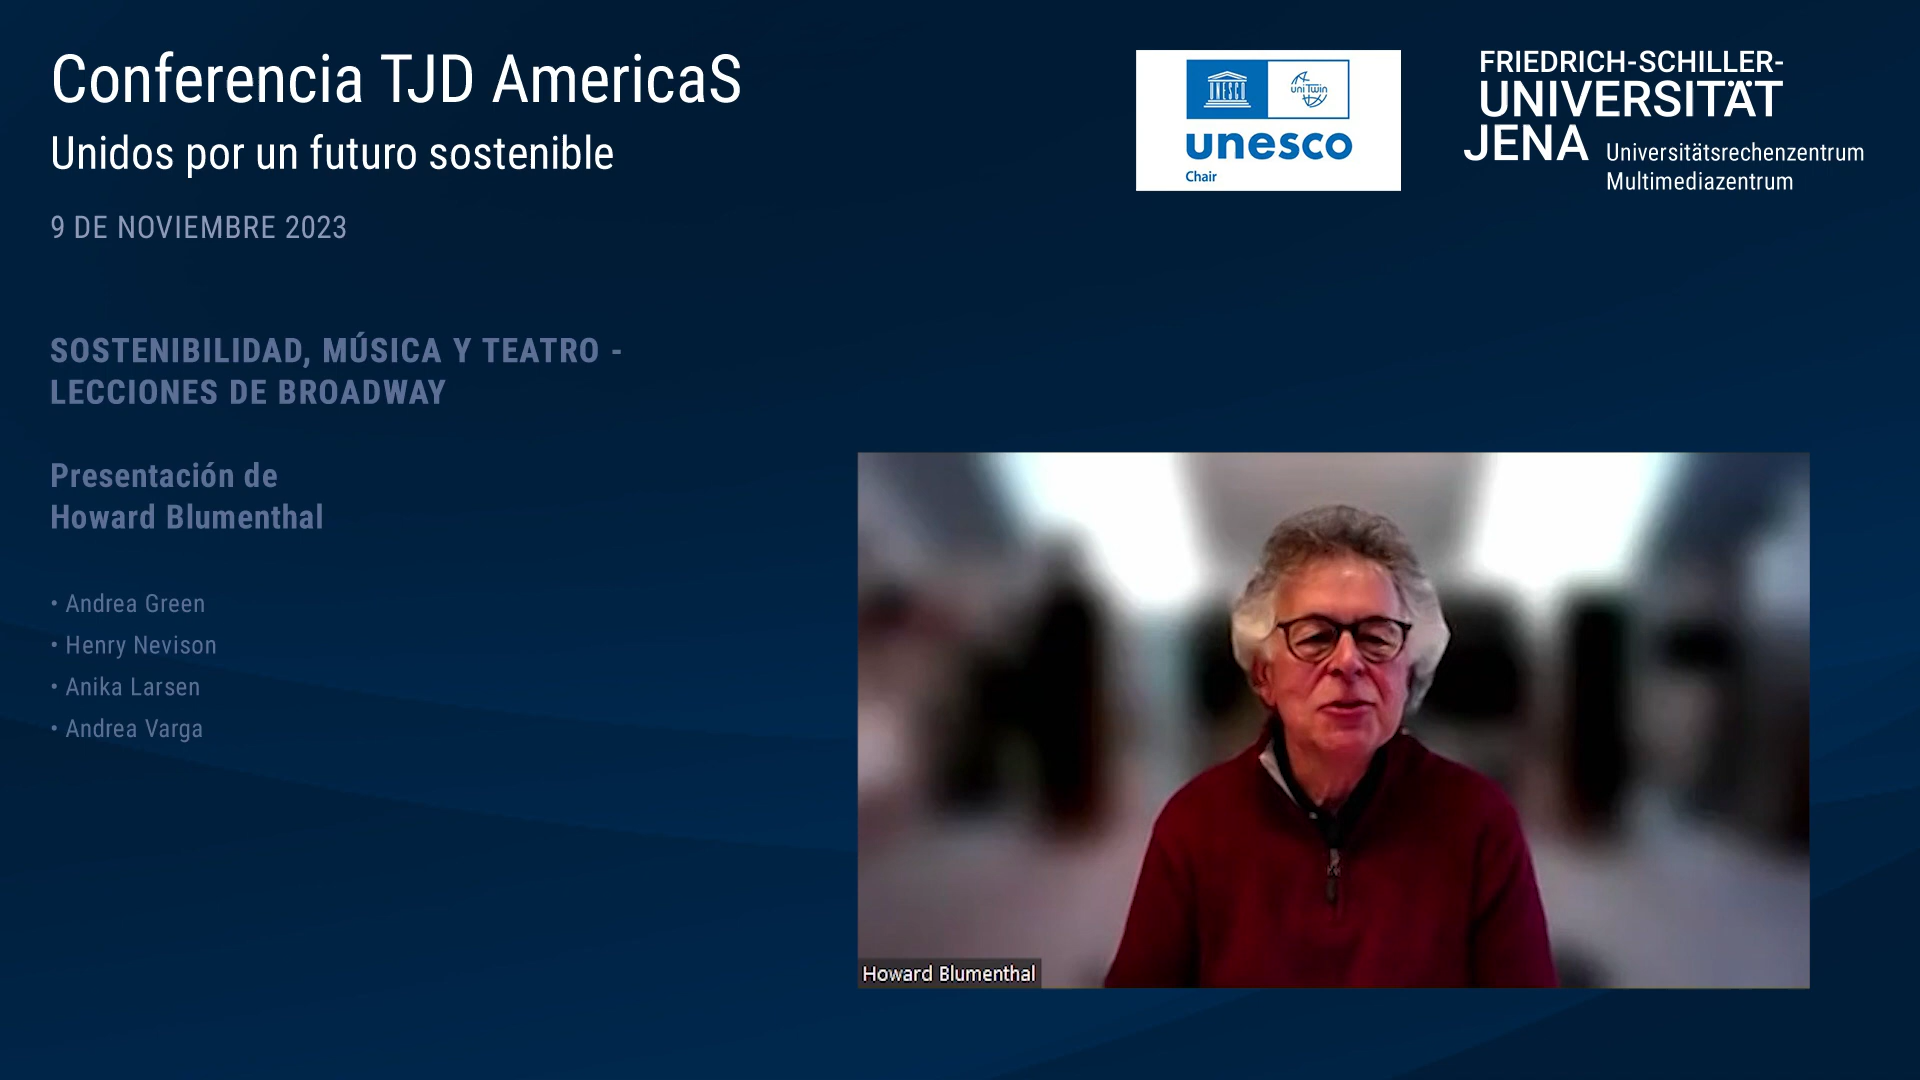 Conferencia TJD AmericaS
Unidos por un futuro sostenible
9 DE NOVIEMBRE 2023
UNESCO
uniTwin
unesco
Chair
FRIEDRICH-SCHILLER-
UNIVERSITÄT
JENA
Universitätsrechenzentrum
Multimediazentrum
SOSTENIBILIDAD, MÚSICA Y TEATRO -
LECCIONES DE BROADWAY
Presentación de
Howard Blumenthal
• Andrea Green
• Henry Nevison
• Anika Larsen
• Andrea Varga
Howard Blumenthal